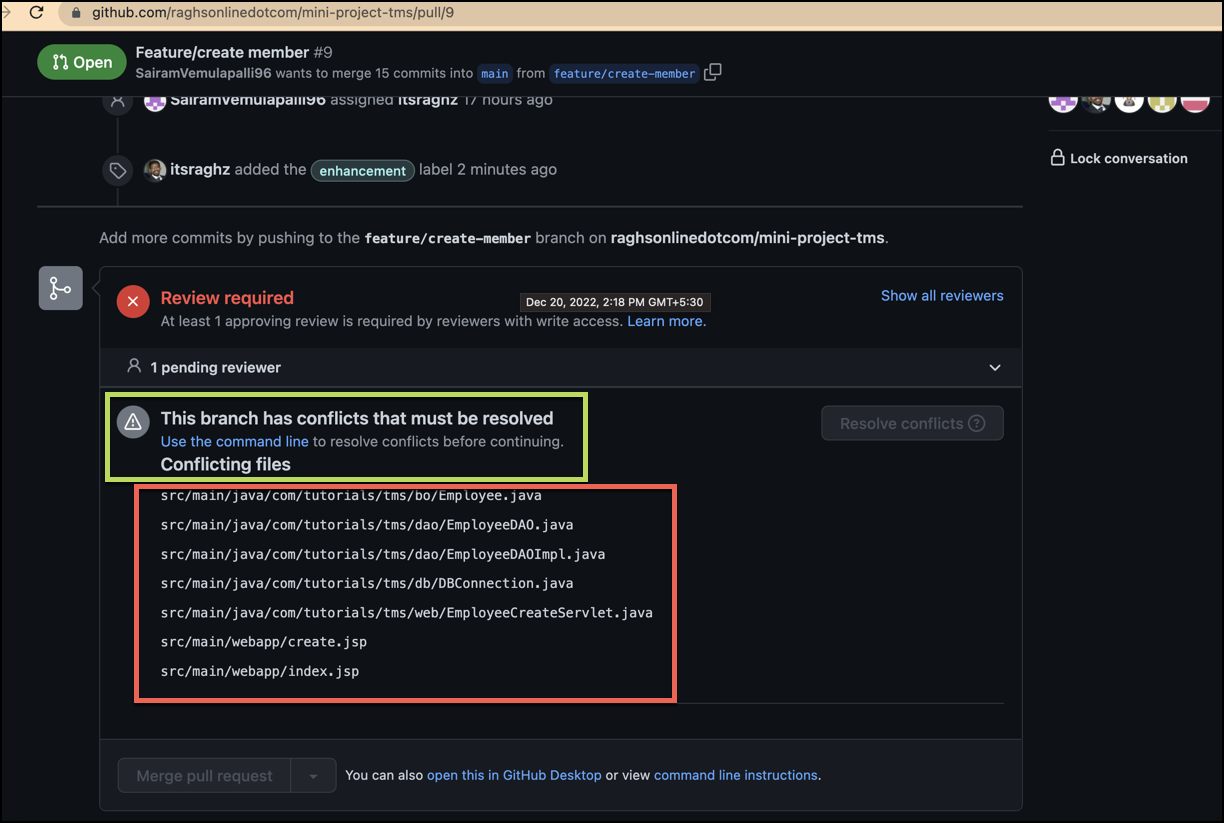 github.com/raghsonlinedotcom/mini-project-tms/pull/9
Open
Feature/create member #9
SairamVemulapalli96 wants to merge 15 commits into main from feature/create-member
SairamVemulapalli96 assigned itsraghz 17 hours ago
itsraghz added the enhancement label 2 minutes ago
Lock conversation
Add more commits by pushing to the feature/create-member branch on raghsonlinedotcom/mini-project-tms.
Review required
Dec 20, 2022, 2:18 PM GMT+5:30
Show all reviewers
At least 1 approving review is required by reviewers with write access. Learn more.
1 pending reviewer
This branch has conflicts that must be resolved
Resolve conflicts
Use the command line to resolve conflicts before continuing.
Conflicting files
src/main/java/com/tutorials/tms/bo/Employee.java
src/main/java/com/tutorials/tms/dao/EmployeeDAO.java
src/main/java/com/tutorials/tms/dao/EmployeeDAOImpl.java
src/main/java/com/tutorials/tms/db/DBConnection.java
src/main/java/com/tutorials/tms/web/EmployeeCreateServlet.java
src/main/webapp/create.jsp
src/main/webapp/index.jsp
Merge pull request
You can also open this in GitHub Desktop or view command line instructions.